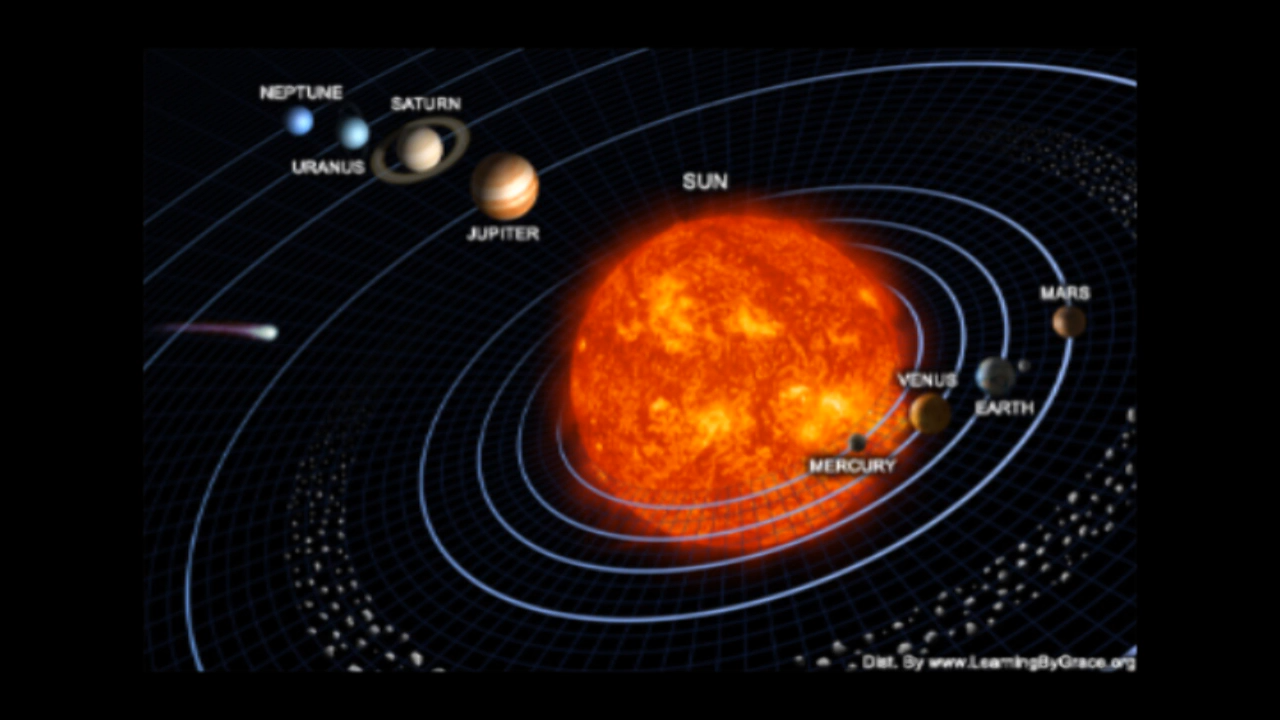 NEPTUNE
SATURN
URANUS
SUN
JUPITER
MARS
VENUS
EARTH
MERCURY
Dist. By www.LearningByGrace.org